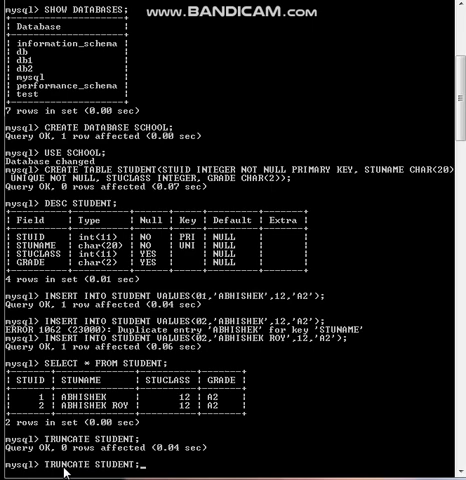 mysql> SHOW DATABASES;
www.BANDICAM.com
+--------------------+
| Database |
+--------------------+
| information_schema |
| db |
| db1 |
| db2 |
| mysql |
| performance_schema |
| test |
+--------------------+
7 rows in set (0.00 sec)
mysql> CREATE DATABASE SCHOOL;
Query OK, 1 row affected (0.00 sec)
mysql> USE SCHOOL;
Database changed
mysql> CREATE TABLE STUDENT(STUID INTEGER NOT NULL PRIMARY KEY, STUNAME CHAR(20)
UNIQUE NOT NULL, STUCLASS INTEGER, GRADE CHAR(2));
Query OK, 0 rows affected (0.07 sec)
mysql> DESC STUDENT;
+----------+----------+------+-----+---------+-------+
| Field | Type | Null | Key | Default | Extra |
+----------+----------+------+-----+---------+-------+
| STUID | int(11) | NO | PRI | NULL | |
| STUNAME | char(20) | NO | UNI | NULL | |
| STUCLASS | int(11) | YES | | NULL | |
| GRADE | char(2) | YES | | NULL | |
+----------+----------+------+-----+---------+-------+
4 rows in set (0.01 sec)
mysql> INSERT INTO STUDENT VALUES(01,'ABHISHEK',12,'A2');
Query OK, 1 row affected (0.04 sec)
mysql> INSERT INTO STUDENT VALUES(02,'ABHISHEK',12,'A2');
ERROR 1062 (23000): Duplicate entry 'ABHISHEK' for key 'STUNAME'
mysql> INSERT INTO STUDENT VALUES(02,'ABHISHEK ROY',12,'A2');
Query OK, 1 row affected (0.06 sec)
mysql> SELECT * FROM STUDENT;
+-------+--------------+----------+-------+
| STUID | STUNAME | STUCLASS | GRADE |
+-------+--------------+----------+-------+
| 1 | ABHISHEK | 12 | A2 |
| 2 | ABHISHEK ROY | 12 | A2 |
+-------+--------------+----------+-------+
2 rows in set (0.00 sec)
mysql> TRUNCATE STUDENT;
Query OK, 0 rows affected (0.04 sec)
mysql> TRUNCATE STUDENT;_